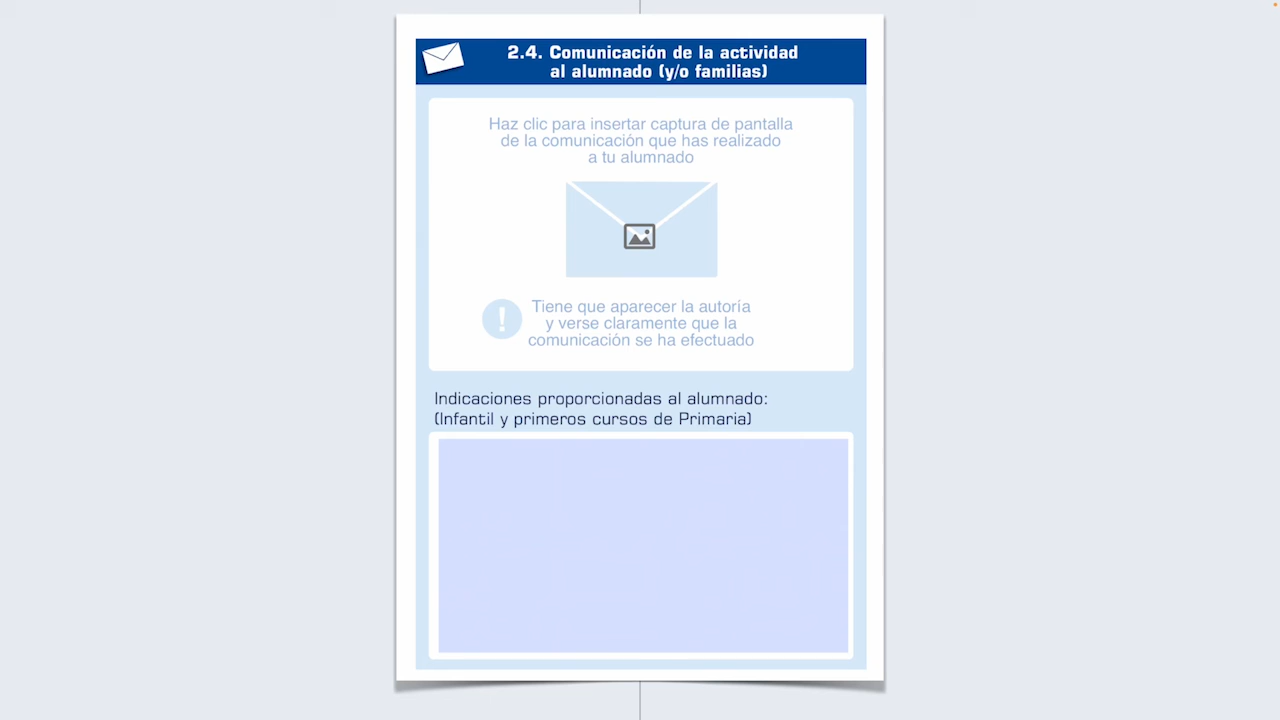 2.4. Comunicación de la actividad
al alumnado (y/o familias)
Haz clic para insertar captura de pantalla
de la comunicación que has realizado
a tu alumnado
!
Tiene que aparecer la autoría
y verse claramente que la
comunicación se ha efectuado
Indicaciones proporcionadas al alumnado:
(Infantil y primeros cursos de Primaria)